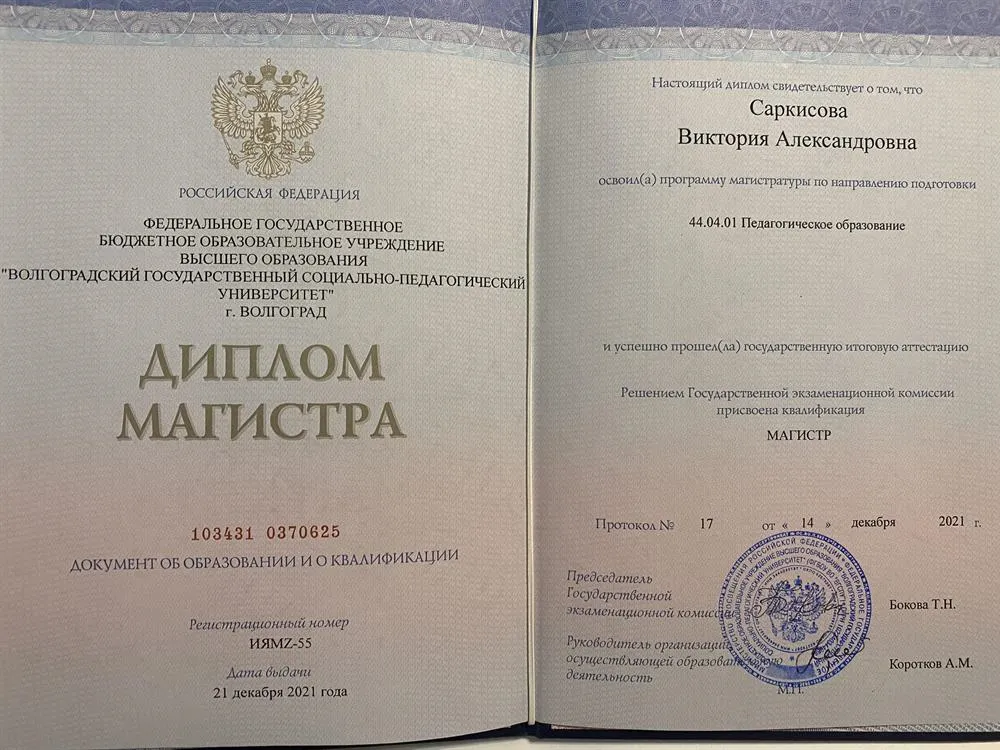 РОССИЙСКАЯ ФЕДЕРАЦИЯ
ФЕДЕРАЛЬНОЕ ГОСУДАРСТВЕННОЕ
БЮДЖЕТНОЕ ОБРАЗОВАТЕЛЬНОЕ УЧРЕЖДЕНИЕ
ВЫСШЕГО ОБРАЗОВАНИЯ
"ВОЛГОГРАДСКИЙ ГОСУДАРСТВЕННЫЙ СОЦИАЛЬНО-ПЕДАГОГИЧЕСКИЙ
УНИВЕРСИТЕТ"
г. ВОЛГОГРАД
ДИПЛОМ
МАГИСТРА
103431 0370625
ДОКУМЕНТ ОБ ОБРАЗОВАНИИ И О КВАЛИФИКАЦИИ
Регистрационный номер
ИЯМZ-55
Дата выдачи
21 декабря 2021 года
Настоящий диплом свидетельствует о том, что
Саркисова
Виктория Александровна
освоил(а) программу магистратуры по направлению подготовки
44.04.01 Педагогическое образование
и успешно прошел(ла) государственную итоговую аттестацию
Решением Государственной экзаменационной комиссии
присвоена квалификация
МАГИСТР
Протокол № 17 от « 14 » декабря 2021 г.
Председатель
Государственной
экзаменационной комиссии
Бокова Т.Н.
Руководитель организации,
осуществляющей образовательную
деятельность
Коротков А.М.
М.П.